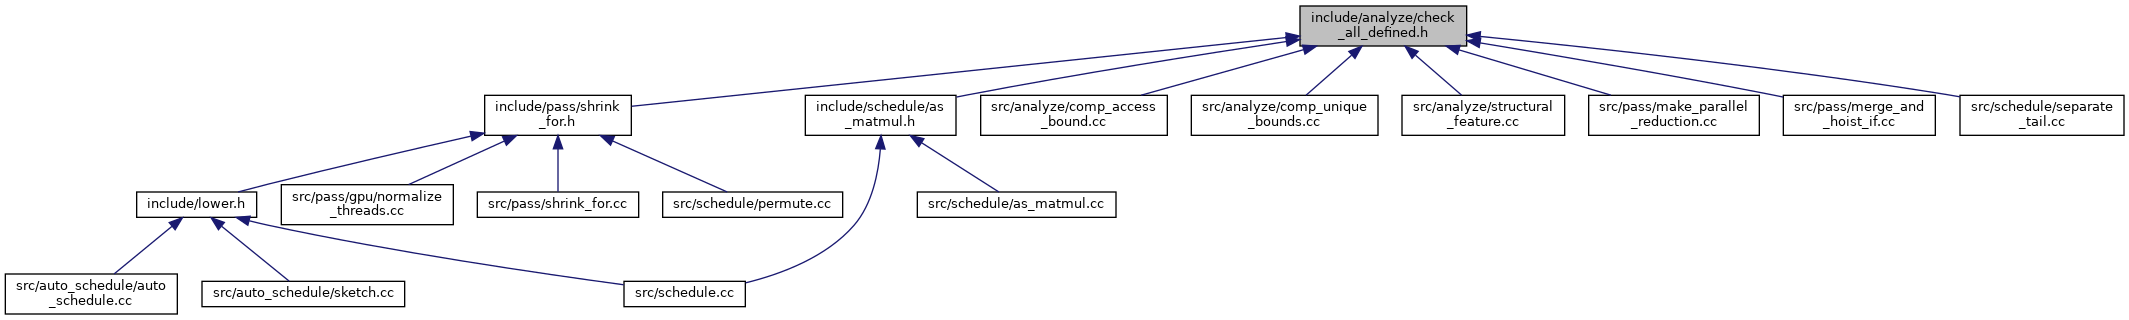 include/analyze/check
_all_defined.h
include/pass/shrink
_for.h
include/schedule/as
_matmul.h
src/analyze/comp_access
_bound.cc
src/analyze/comp_unique
_bounds.cc
src/analyze/structural
_feature.cc
src/pass/make_parallel
_reduction.cc
src/pass/merge_and
_hoist_if.cc
src/schedule/separate
_tail.cc
include/lower.h
src/pass/gpu/normalize
_threads.cc
src/pass/shrink_for.cc
src/schedule/permute.cc
src/schedule/as_matmul.cc
src/auto_schedule/auto
_schedule.cc
src/auto_schedule/sketch.cc
src/schedule.cc